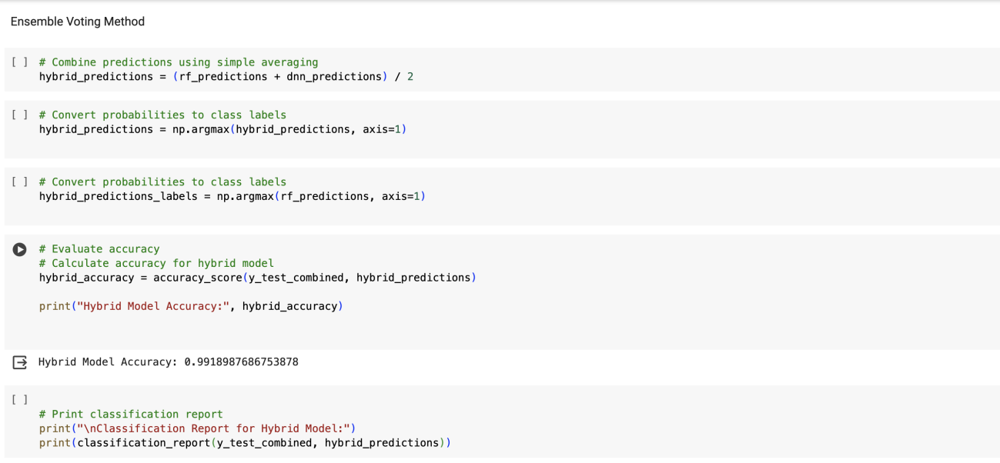 Ensemble Voting Method
[ ] # Combine predictions using simple averaging
hybrid_predictions = (rf_predictions + dnn_predictions) / 2
[ ] # Convert probabilities to class labels
hybrid_predictions = np.argmax(hybrid_predictions, axis=1)
[ ] # Convert probabilities to class labels
hybrid_predictions_labels = np.argmax(rf_predictions, axis=1)
# Evaluate accuracy
# Calculate accuracy for hybrid model
hybrid_accuracy = accuracy_score(y_test_combined, hybrid_predictions)
print("Hybrid Model Accuracy:", hybrid_accuracy)
Hybrid Model Accuracy: 0.9918987686753878
[ ]
# Print classification report
print("\nClassification Report for Hybrid Model:")
print(classification_report(y_test_combined, hybrid_predictions))